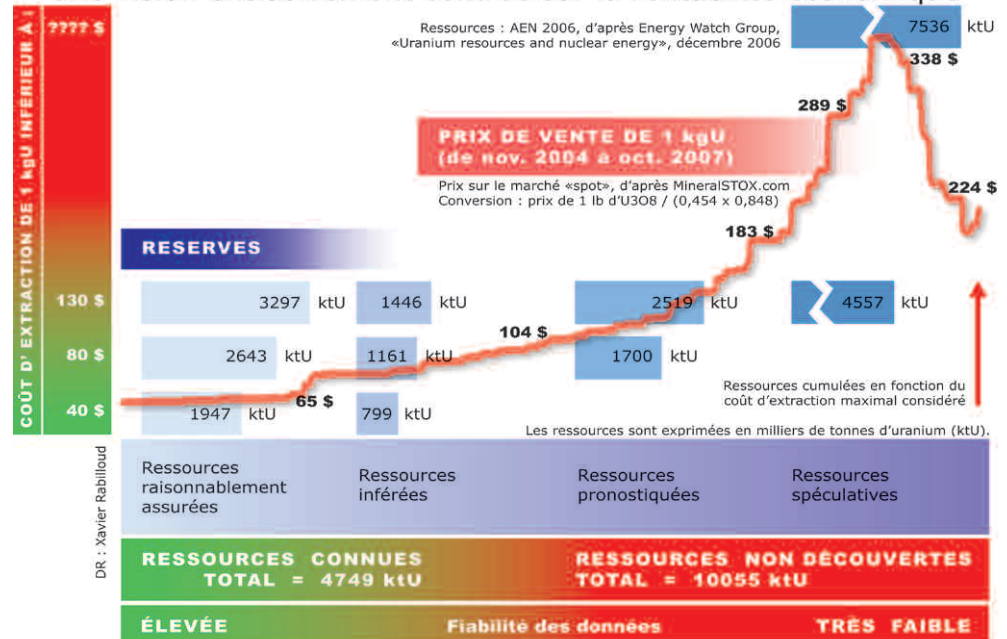 COÛT D' EXTRACTION DE 1 kgU INFÉRIEUR À :
???? $
130 $
80 $
40 $
Ressources : AEN 2006, d'après Energy Watch Group,
«Uranium resources and nuclear energy», décembre 2006
7536 ktU
338 $
289 $
PRIX DE VENTE DE 1 kgU
(de nov. 2004 à oct. 2007)
Prix sur le marché «spot», d'après MineralSTOX.com
Conversion : prix de 1 lb d'U3O8 / (0,454 x 0,848)
224 $
183 $
RESERVES
3297 ktU
1446 ktU
2519 ktU
4557 ktU
104 $
2643 ktU
1161 ktU
1700 ktU
65 $
1947 ktU
799 ktU
Ressources cumulées en fonction du
coût d'extraction maximal considéré
Les ressources sont exprimées en milliers de tonnes d'uranium (ktU).
DR : Xavier Rabilloud
Ressources
raisonnablement
assurées
Ressources
inférées
Ressources
pronostiquées
Ressources
spéculatives
RESSOURCES CONNUES
TOTAL = 4749 ktU
RESSOURCES NON DÉCOUVERTES
TOTAL = 10055 ktU
ÉLEVÉE
Fiabilité des données
TRÈS FAIBLE